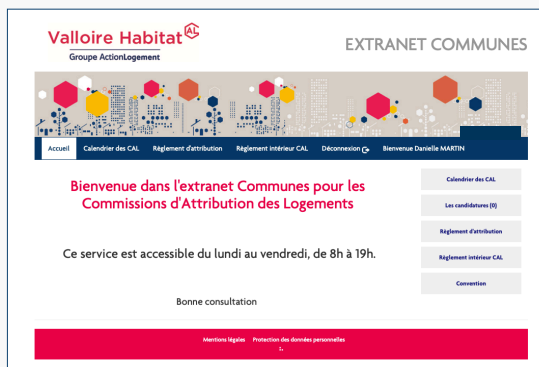 Valloire Habitat AL
Groupe ActionLogement
EXTRANET COMMUNES
Accueil Calendrier des CAL Règlement d'attribution Règlement intérieur CAL Déconnexion Bienvenue Danielle MARTIN
Bienvenue dans l'extranet Communes pour les
Commissions d'Attribution des Logements
Ce service est accessible du lundi au vendredi, de 8h à 19h.
Bonne consultation
Calendrier des CAL
Les candidatures (0)
Règlement d'attribution
Règlement intérieur CAL
Convention
Mentions légales Protection des données personnelles